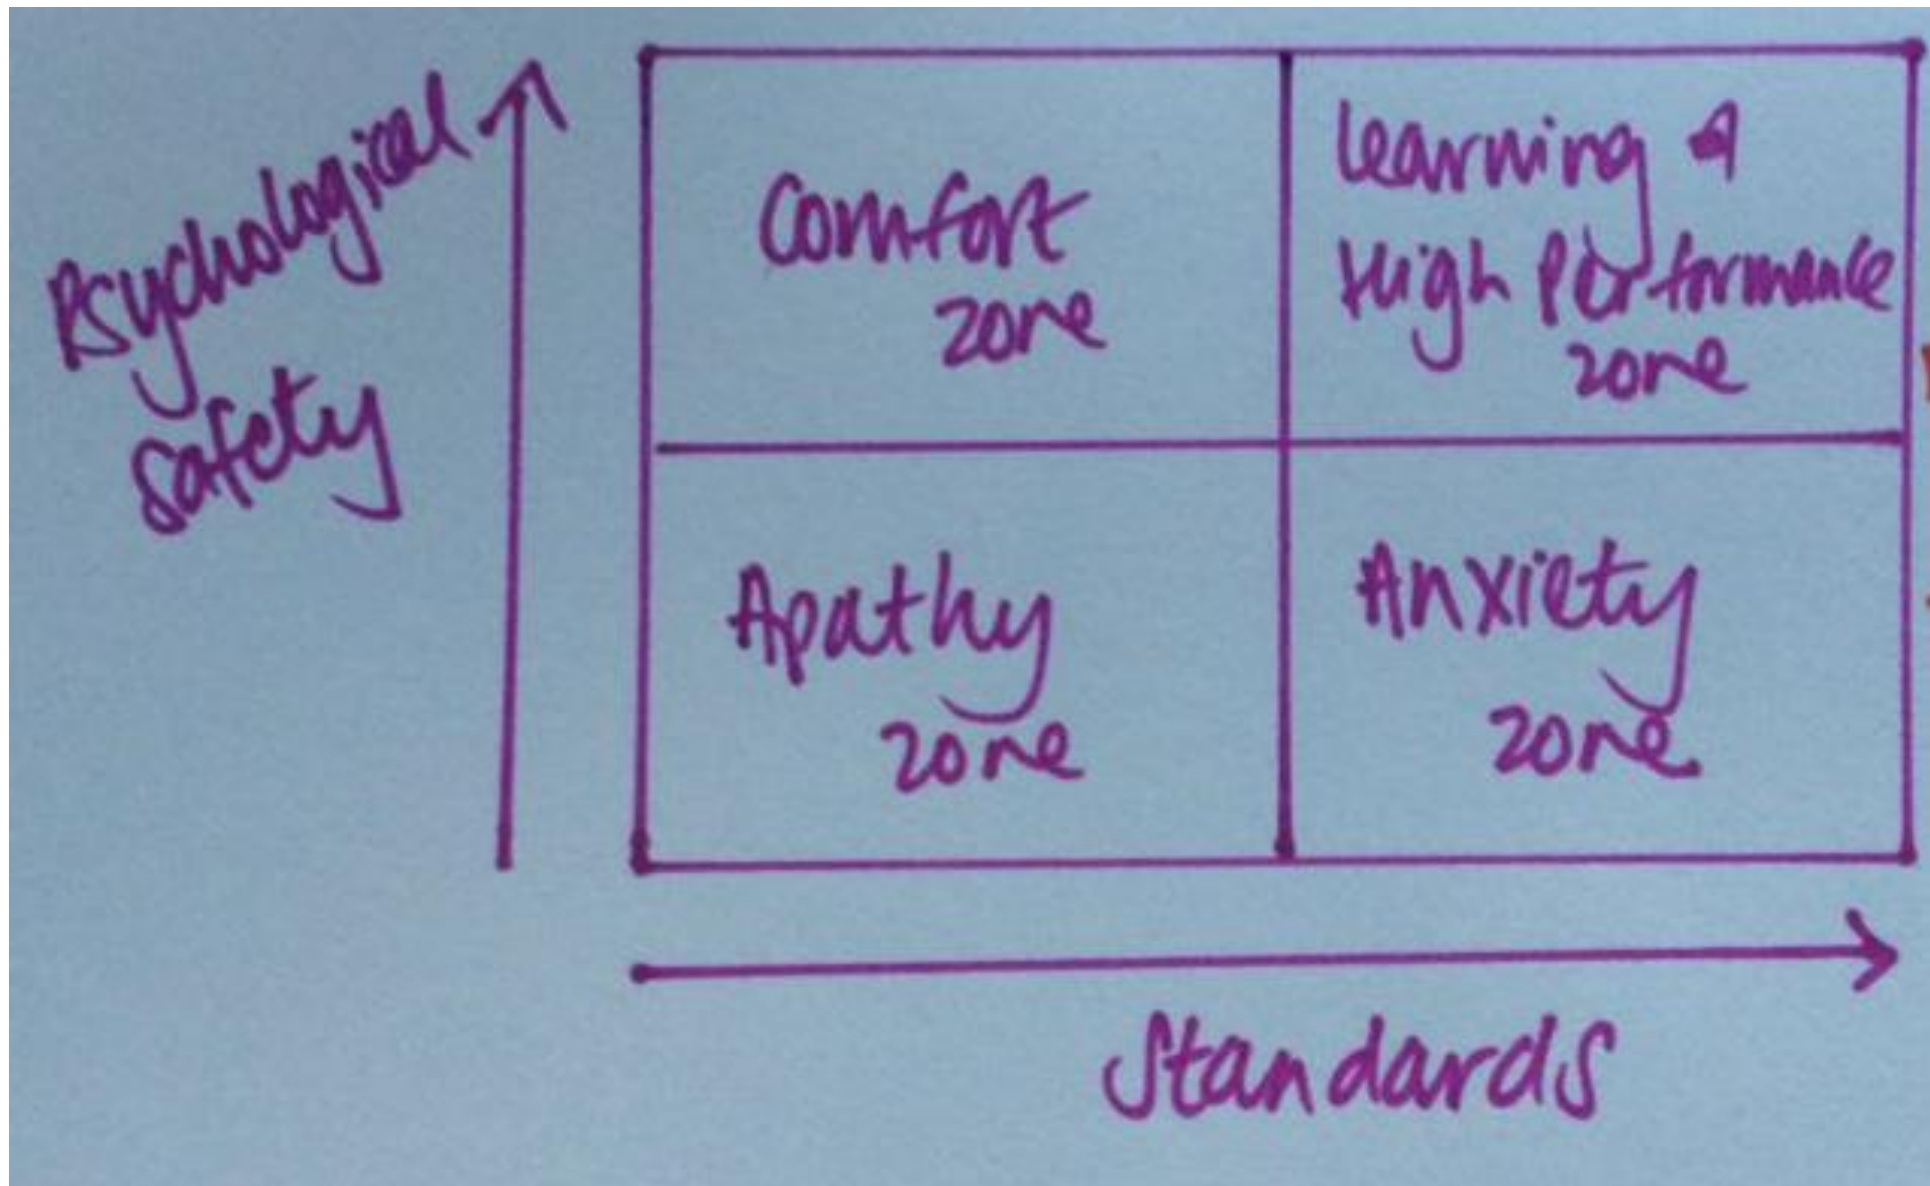 Psychological
Safety
Comfort
zone
Learning &
High Performance
zone
Apathy
zone
Anxiety
zone
Standards